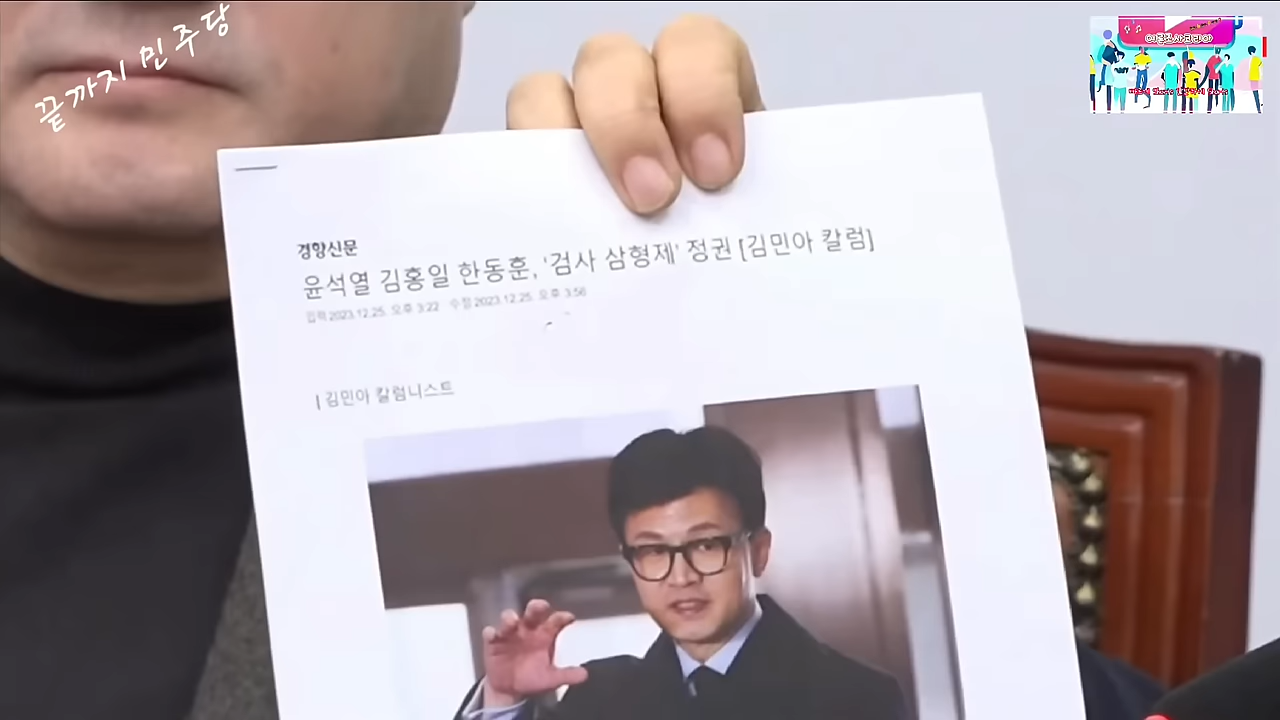 끝까지 민주당
경향신문
윤석열 김홍일 한동훈, '검사 삼형제' 정권 [김민아 칼럼]
입력 2023.12.25. 오후 3:22 수정 2023.12.25. 오후 3:56
| 김민아 칼럼니스트